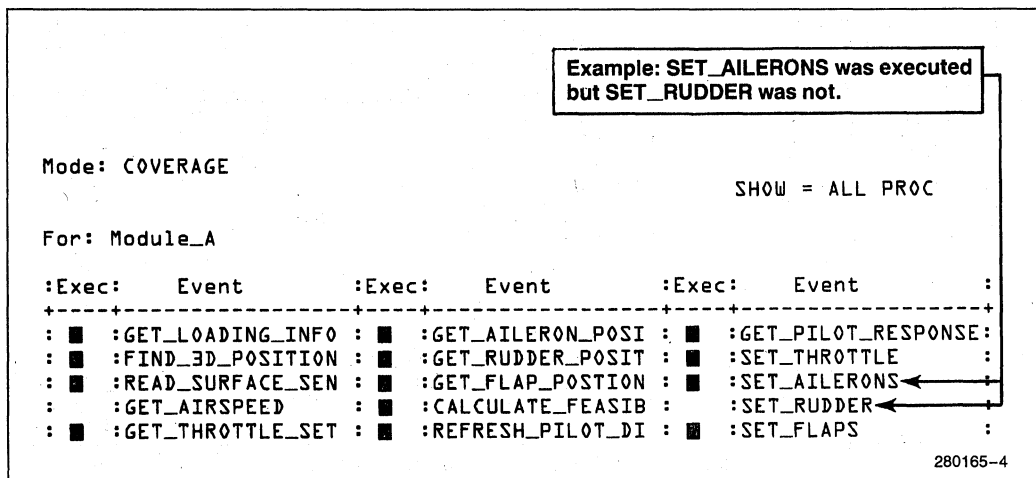 Example: SET_AILERONS was executed
but SET_RUDDER was not.
Mode: COVERAGE
SHOW = ALL PROC
For: Module_A
:Exec: Event :Exec: Event :Exec: Event :
+----+-----------------+----+-----------------+----+------------------+
: ■ :GET_LOADING_INFO : ■ :GET_AILERON_POSI : ■ :GET_PILOT_RESPONSE:
: ■ :FIND_3D_POSITION : ■ :GET_RUDDER_POSIT : ■ :SET_THROTTLE :
: ■ :READ_SURFACE_SEN : ■ :GET_FLAP_POSTION : ■ :SET_AILERONS :
: :GET_AIRSPEED : ■ :CALCULATE_FEASIB : :SET_RUDDER
: ■ :GET_THROTTLE_SET : ■ :REFRESH_PILOT_DI : ■ :SET_FLAPS :
280165-4